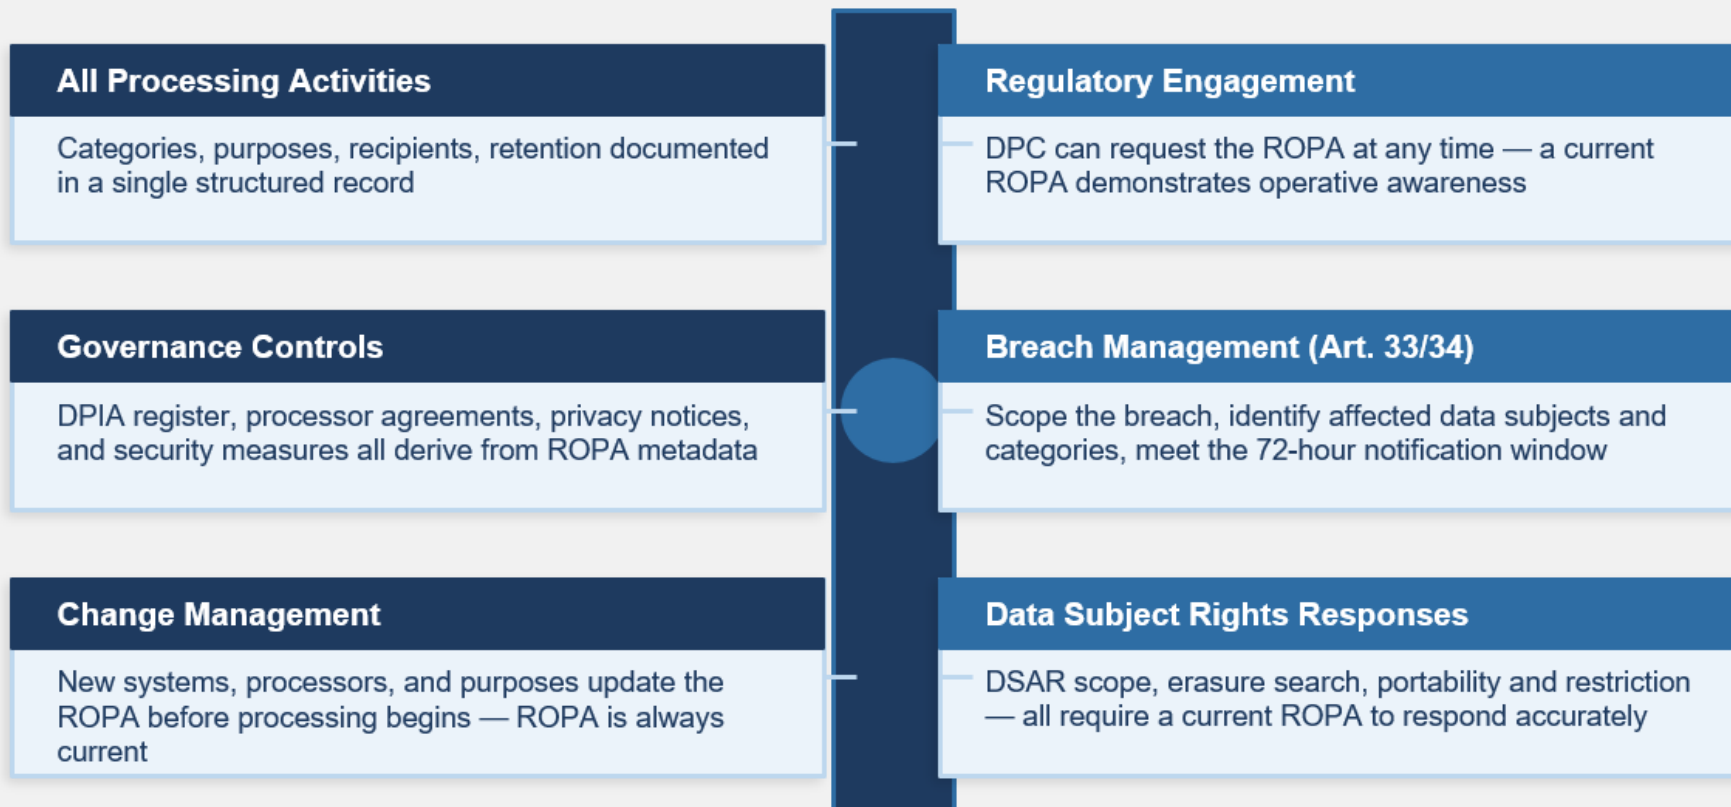 All Processing Activities
Categories, purposes, recipients, retention documented
in a single structured record
Regulatory Engagement
DPC can request the ROPA at any time — a current
ROPA demonstrates operative awareness
Governance Controls
DPIA register, processor agreements, privacy notices,
and security measures all derive from ROPA metadata
Breach Management (Art. 33/34)
Scope the breach, identify affected data subjects and
categories, meet the 72-hour notification window
Change Management
New systems, processors, and purposes update the
ROPA before processing begins — ROPA is always
current
Data Subject Rights Responses
DSAR scope, erasure search, portability and restriction
— all require a current ROPA to respond accurately